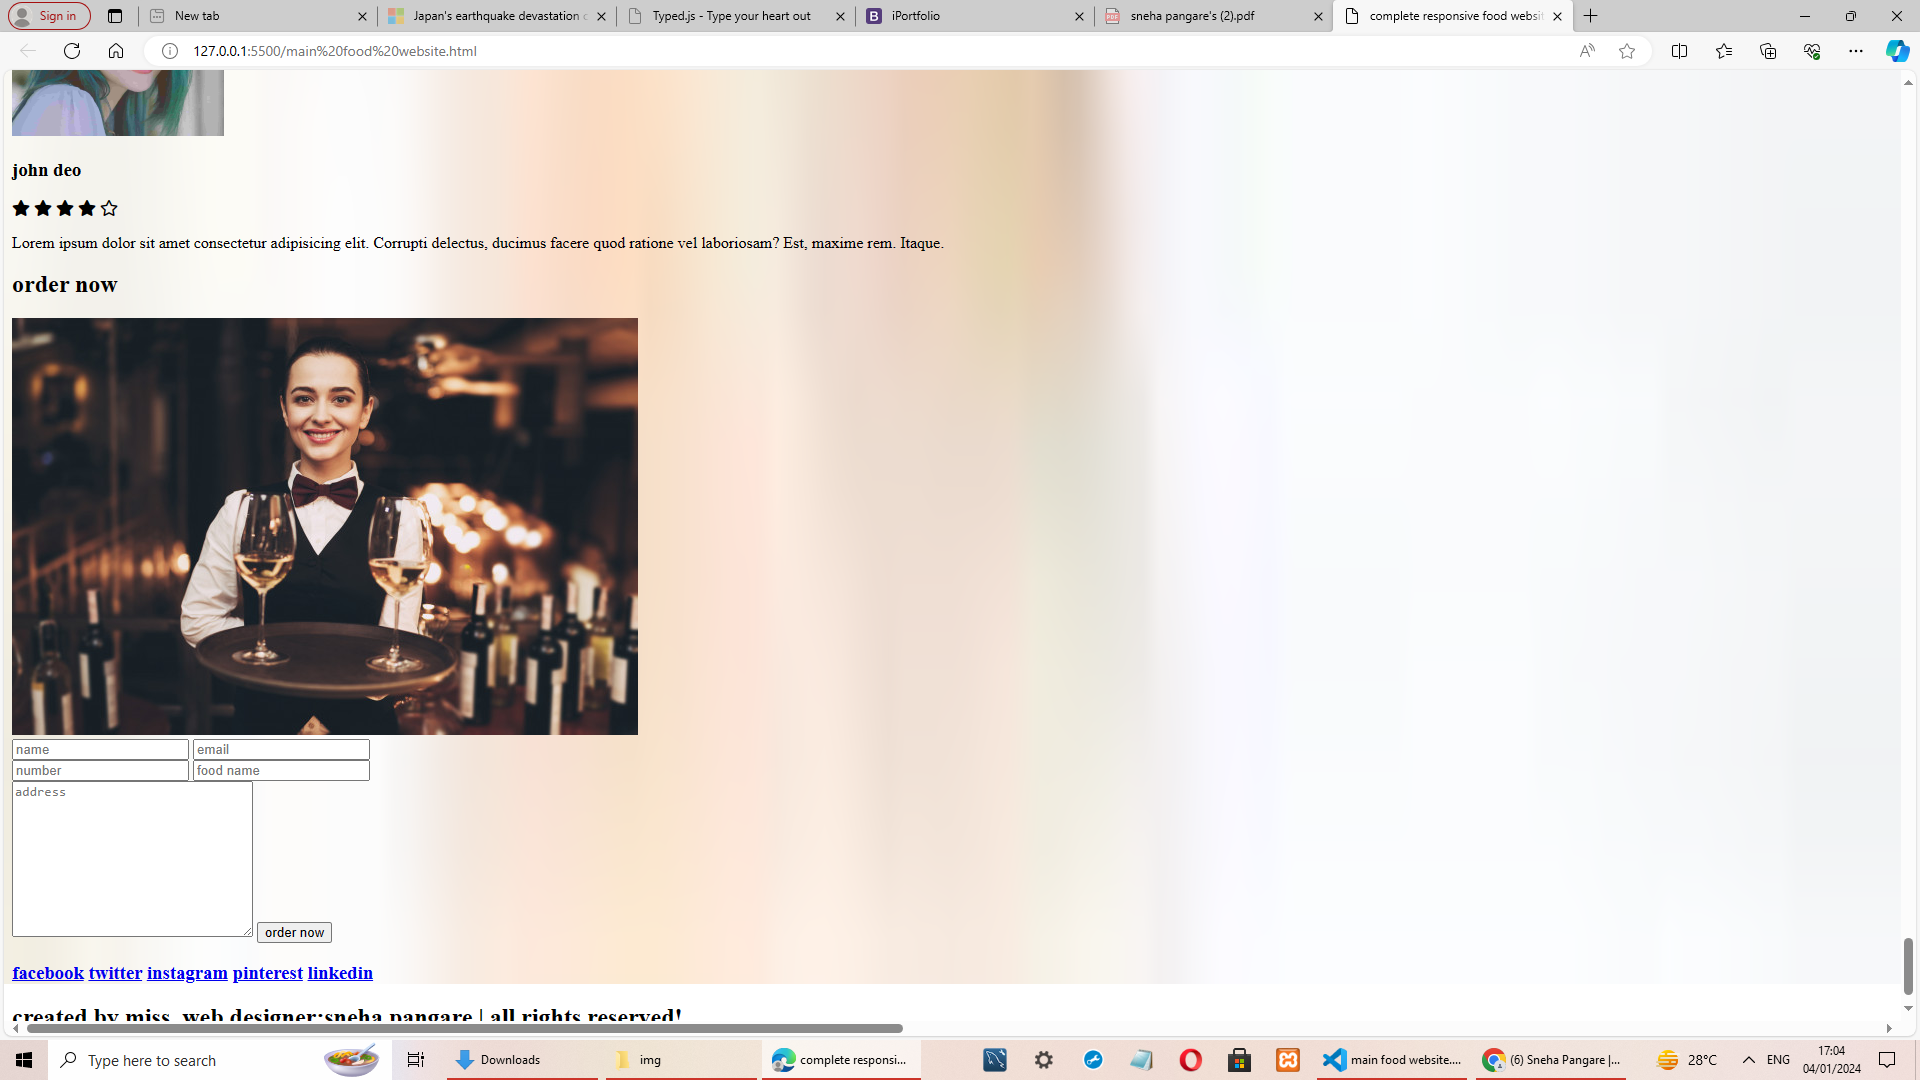 Sign in
New tab
Japan's earthquake devastation
Typed.js - Type your heart out
iPortfolio
sneha pangare's (2).pdf
complete responsive food websi
127.0.0.1:5500/main%20food%20website.html
john deo
Lorem ipsum dolor sit amet consectetur adipisicing elit. Corrupti delectus, ducimus facere quod ratione vel laboriosam? Est, maxime rem. Itaque.
order now
name email
number food name
address
order now
facebook twitter instagram pinterest linkedin
created by miss. web designer:sneha pangare | all rights reserved!
Type here to search
Downloads
img
complete responsi...
main food website....
(6) Sneha Pangare |...
28°C
ENG
17:04
04/01/2024